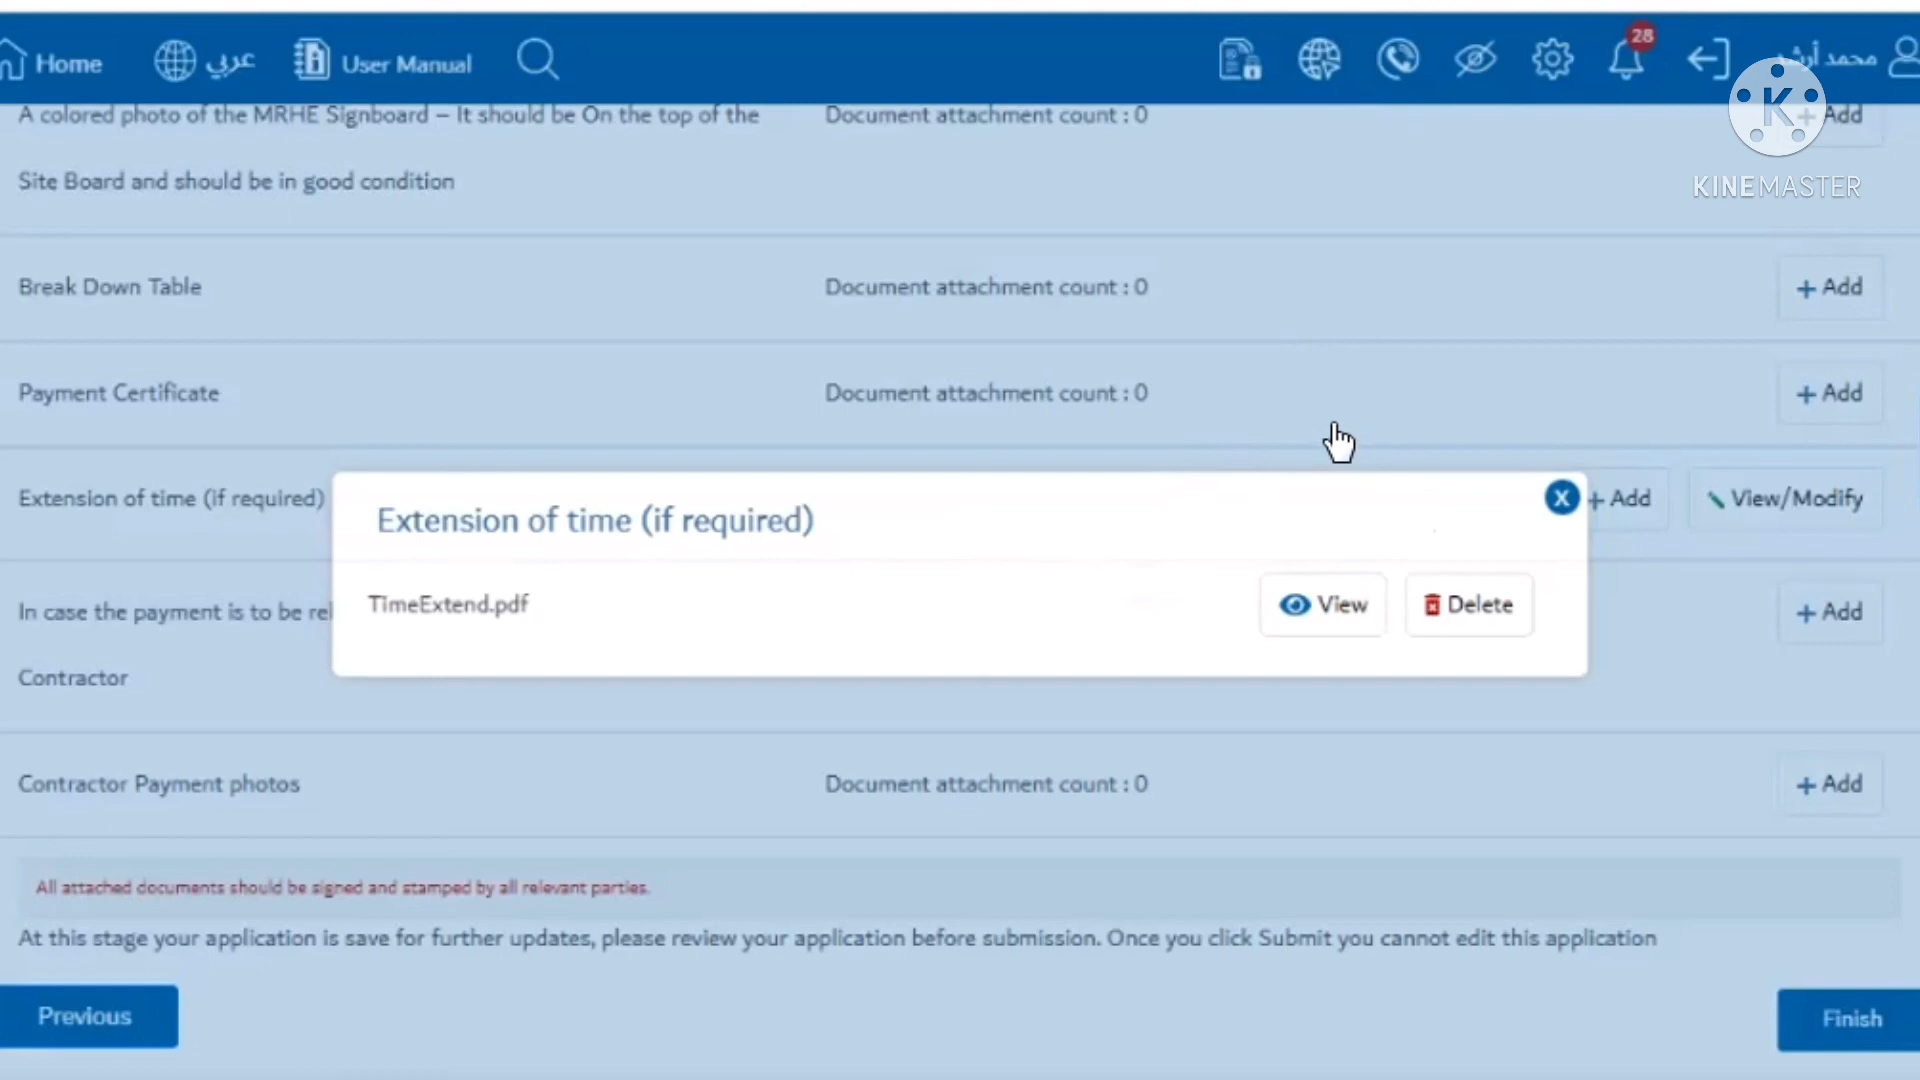 Home
عربي
User Manual
28
محمد أرشد
A colored photo of the MRHE Signboard – It should be On the top of the
Site Board and should be in good condition
Document attachment count : 0
+ Add
K
KINEMASTER
Break Down Table
Document attachment count : 0
+ Add
Payment Certificate
Document attachment count : 0
+ Add
Extension of time (if required)
+ Add
View/Modify
Extension of time (if required)
X
TimeExtend.pdf
View
Delete
In case the payment is to be
Contractor
+ Add
Contractor Payment photos
Document attachment count : 0
+ Add
All attached documents should be signed and stamped by all relevant parties.
At this stage your application is save for further updates, please review your application before submission. Once you click Submit you cannot edit this application
Previous
Finish